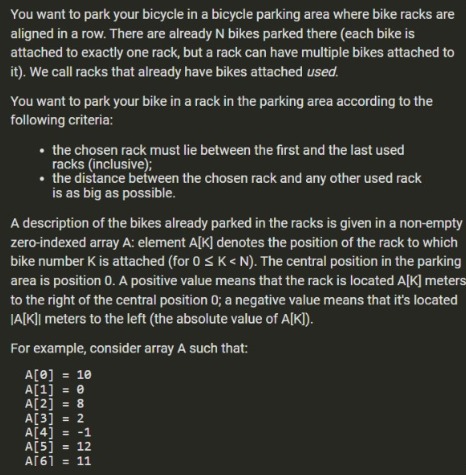 You want to park your bicycle in a bicycle parking area where bike racks are
aligned in a row. There are already N bikes parked there (each bike is
attached to exactly one rack, but a rack can have multiple bikes attached to
it). We call racks that already have bikes attached used.
You want to park your bike in a rack in the parking area according to the
following criteria:
• the chosen rack must lie between the first and the last used
racks (inclusive);
• the distance between the chosen rack and any other used rack
is as big as possible.
A description of the bikes already parked in the racks is given in a non-empty
zero-indexed array A: element A[K] denotes the position of the rack to which
bike number K is attached (for 0 ≤ K < N). The central position in the parking
area is position 0. A positive value means that the rack is located A[K] meters
to the right of the central position 0; a negative value means that it's located
|A[K]| meters to the left (the absolute value of A[K]).
For example, consider array A such that:
A[0] = 10
A[1] = 0
A[2] = 8
A[3] = 2
A[4] = -1
A[5] = 12
A[6] = 11